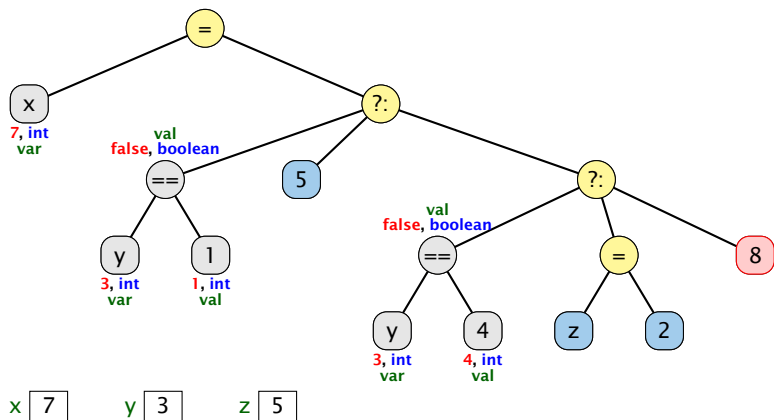 =
x
?:
7, int
var
val
false, boolean
==
5
?:
val
false, boolean
y
1
==
=
8
3, int
var
1, int
val
y
4
z
2
3, int
var
4, int
val
x 7 y 3 z 5